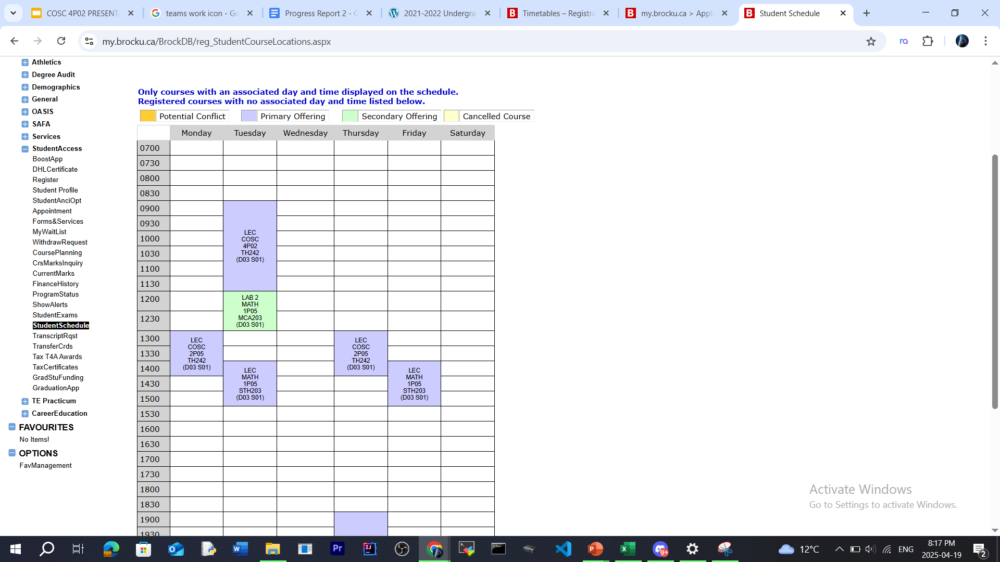 COSC 4P02 PRESENTA
teams work icon - Go
Progress Report 2 - G
2021-2022 Undergra
Timetables – Registra
my.brocku.ca > Appli
Student Schedule
my.brocku.ca/BrockDB/reg_StudentCourseLocations.aspx
Athletics
Degree Audit
Demographics
General
OASIS
SAFA
Services
StudentAccess
BoostApp
DHLCertificate
Register
Student Profile
StudentAnciOpt
Appointment
Forms&Services
MyWaitList
WithdrawRequest
CoursePlanning
CrsMarksInquiry
CurrentMarks
FinanceHistory
ProgramStatus
ShowAlerts
StudentExams
StudentSchedule
TranscriptRqst
TransferCrds
Tax T4A Awards
TaxCertificates
GradStuFunding
GraduationApp
TE Practicum
CareerEducation
FAVOURITES
No Items!
OPTIONS
FavManagement
Only courses with an associated day and time displayed on the schedule.
Registered courses with no associated day and time listed below.
Potential Conflict Primary Offering Secondary Offering Cancelled Course
Monday Tuesday Wednesday Thursday Friday Saturday
0700
0730
0800
0830
0900
0930
1000
1030
1100
1130
LEC
COSC
4P02
TH242
(D03 S01)
1200
1230
LAB 2
MATH
1P05
MCA203
(D03 S01)
1300
1330
1400
LEC
COSC
2P05
TH242
(D03 S01)
LEC
COSC
2P05
TH242
(D03 S01)
1430
1500
LEC
MATH
1P05
STH203
(D03 S01)
LEC
MATH
1P05
STH203
(D03 S01)
1530
1600
1630
1700
1730
1800
1830
1900
1930
Activate Windows
Go to Settings to activate Windows.
12°C
ENG
8:17 PM
2025-04-19
2